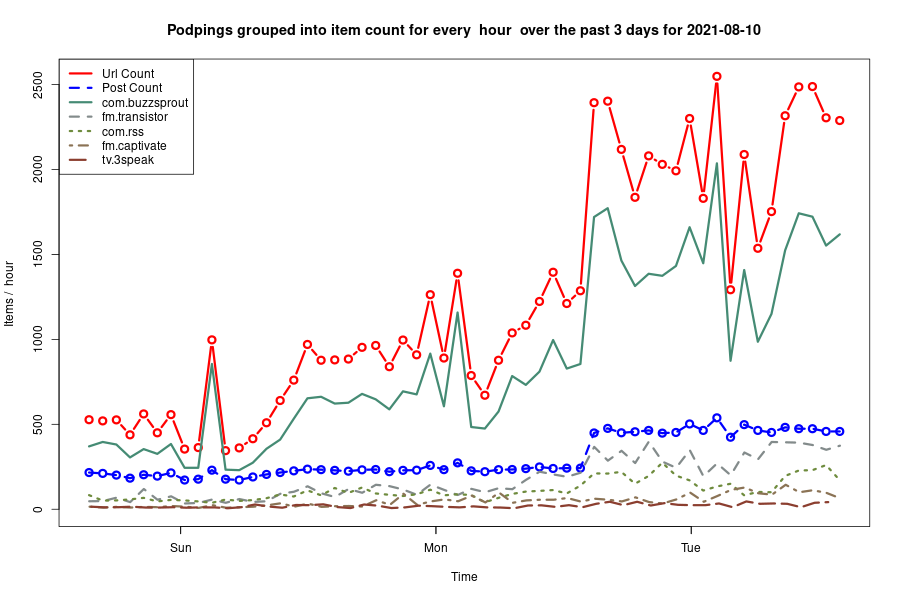 Podpings grouped into item count for every  hour  over the past 3 days for 2021-08-10
Url Count
Post Count
com.buzzsprout
fm.transistor
com.rss
fm.captivate
tv.3speak
2500
2000
1500
1000
500
0
Items /  hour
Sun
Mon
Tue
Time